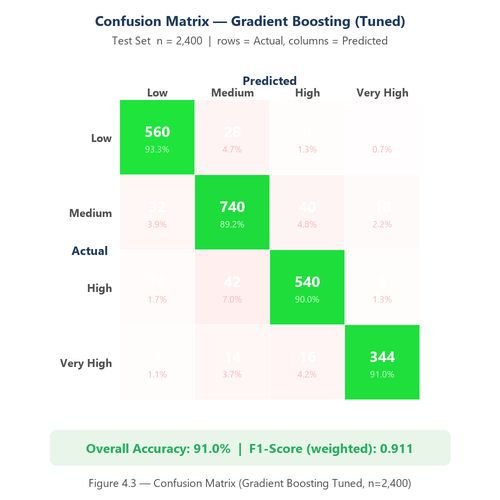 Confusion Matrix — Gradient Boosting (Tuned)
Test Set n = 2,400 | rows = Actual, columns = Predicted
Predicted
Low Medium High Very High
Low 560 28
93.3% 4.7% 1.3% 0.7%
Medium 32 740 40 18
3.9% 89.2% 4.8% 2.2%
Actual
High 10 42 540
1.7% 7.0% 90.0% 1.3%
Very High 14 16 344
1.1% 3.7% 4.2% 91.0%
Overall Accuracy: 91.0% | F1-Score (weighted): 0.911
Figure 4.3 — Confusion Matrix (Gradient Boosting Tuned, n=2,400)